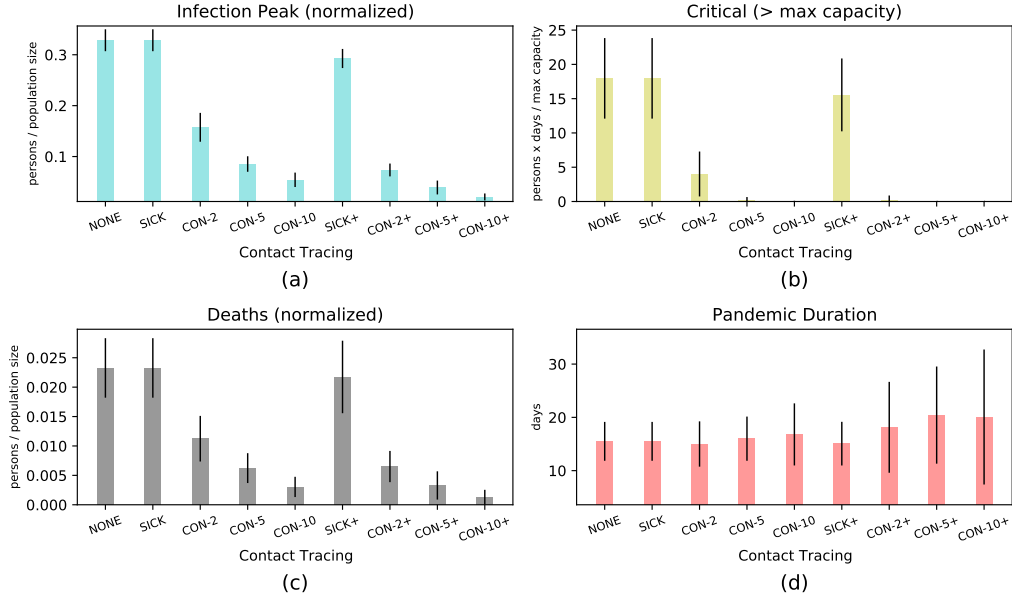 Infection Peak (normalized)
persons / population size
0.3
0.2
0.1
NONE SICK CON-2 CON-5 CON-10 SICK+ CON-2+ CON-5+ CON-10+
Contact Tracing
(a)
Critical (> max capacity)
persons x days / max capacity
25
20
15
10
5
0
NONE SICK CON-2 CON-5 CON-10 SICK+ CON-2+ CON-5+ CON-10+
Contact Tracing
(b)
Deaths (normalized)
persons / population size
0.025
0.020
0.015
0.010
0.005
0.000
NONE SICK CON-2 CON-5 CON-10 SICK+ CON-2+ CON-5+ CON-10+
Contact Tracing
(c)
Pandemic Duration
days
30
20
10
NONE SICK CON-2 CON-5 CON-10 SICK+ CON-2+ CON-5+ CON-10+
Contact Tracing
(d)